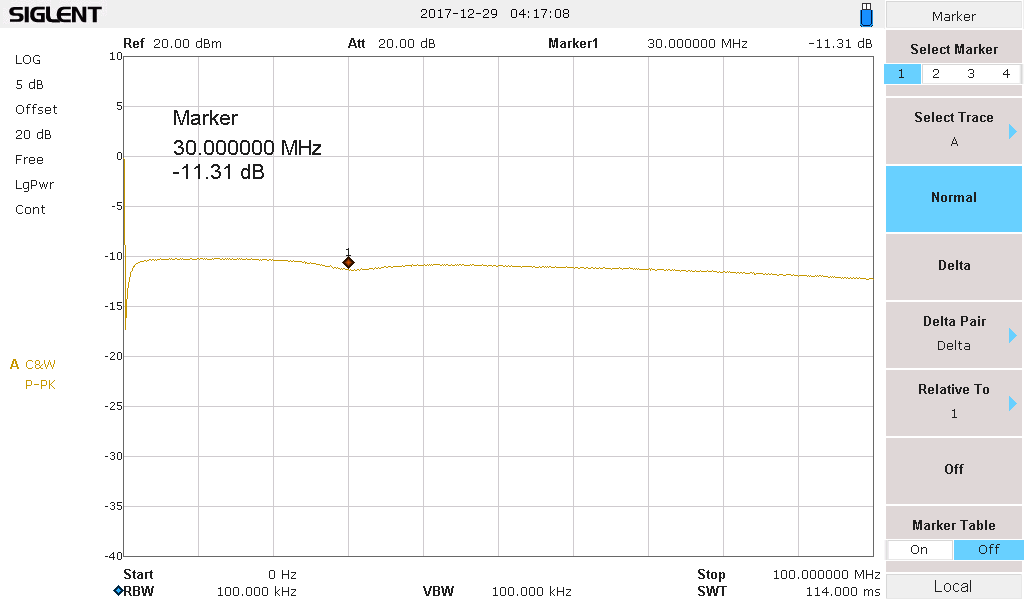 SIGLENT
2017-12-29 04:17:08
Marker
Ref 20.00 dBm Att 20.00 dB Marker1 30.000000 MHz -11.31 dB
Select Marker
1 2 3 4
LOG
5 dB
Offset
20 dB
Free
LgPwr
Cont
A C&W
P-PK
10
5
0
-5
-10
-15
-20
-25
-30
-35
-40
Marker
30.000000 MHz
-11.31 dB
1
Select Trace
A
Normal
Delta
Delta Pair
Delta
Relative To
1
Off
Marker Table
On Off
Local
Start 0 Hz Stop 100.000000 MHz
RBW 100.000 kHz VBW 100.000 kHz SWT 114.000 ms